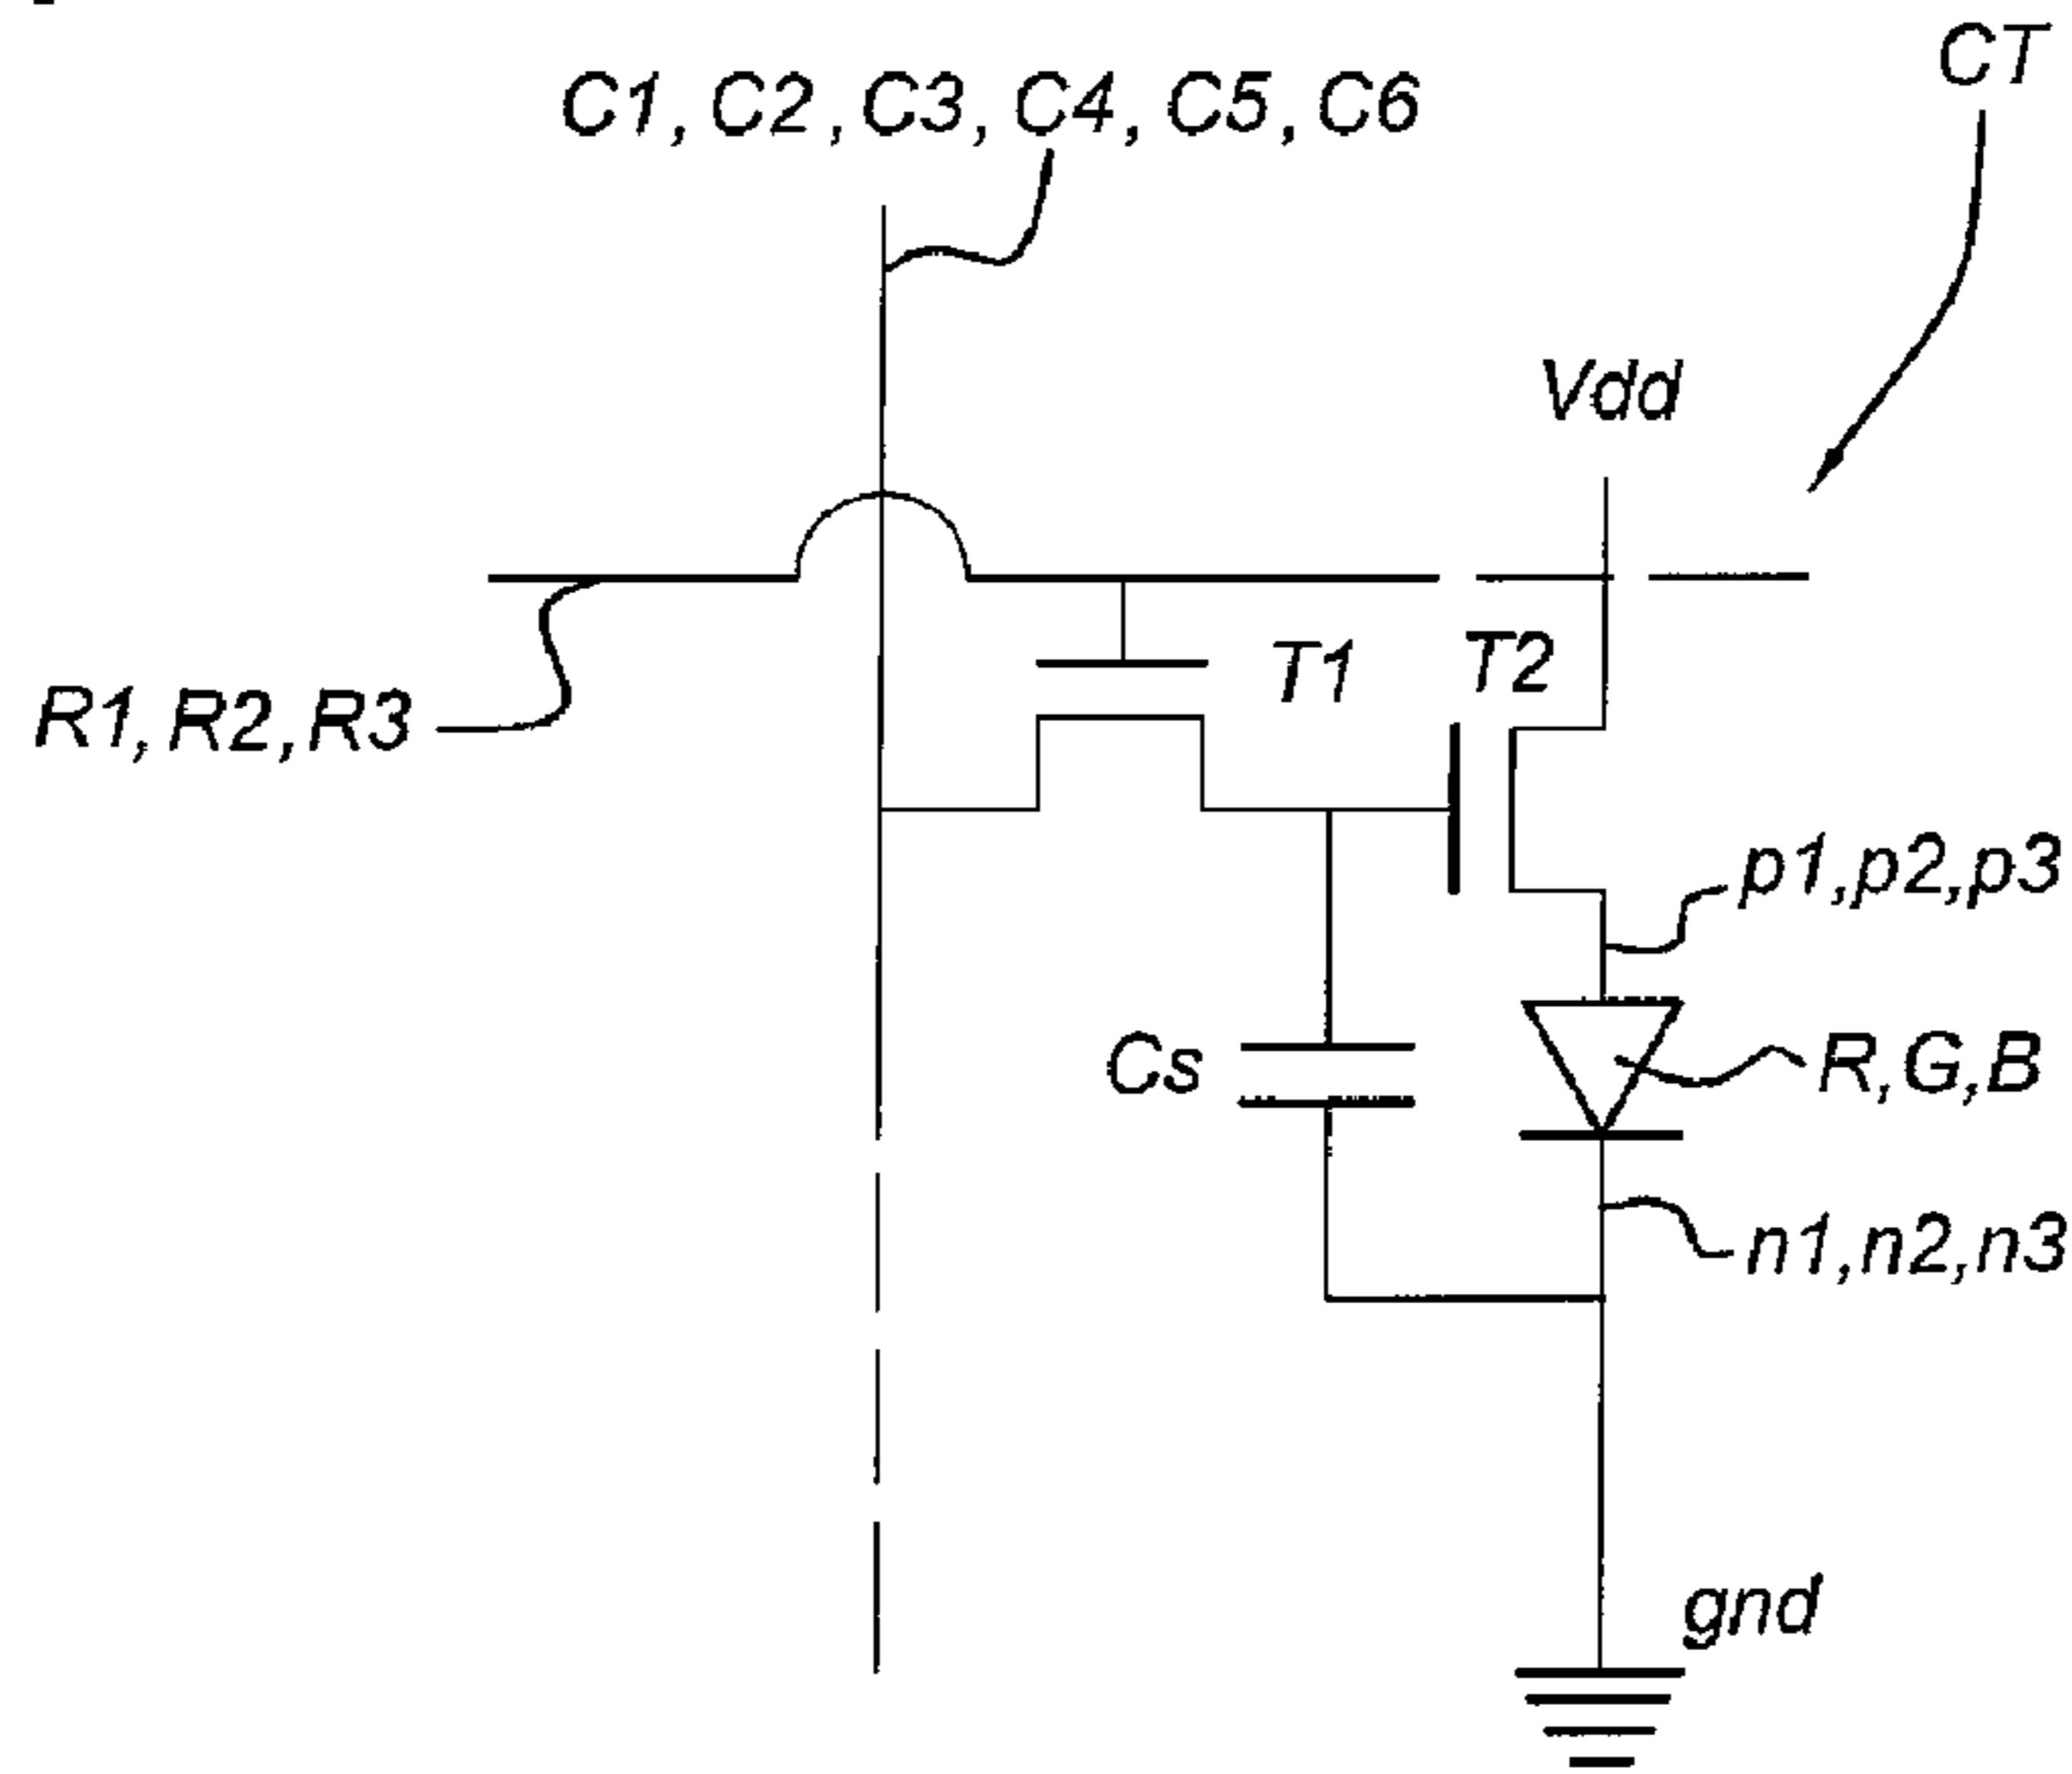 CT
C1, C2, C3, C4, C5, C6
Vdd
T1
T2
R1, R2, R3
p1,p2,p3
Cs
R,G,B
n1,n2,n3
gnd